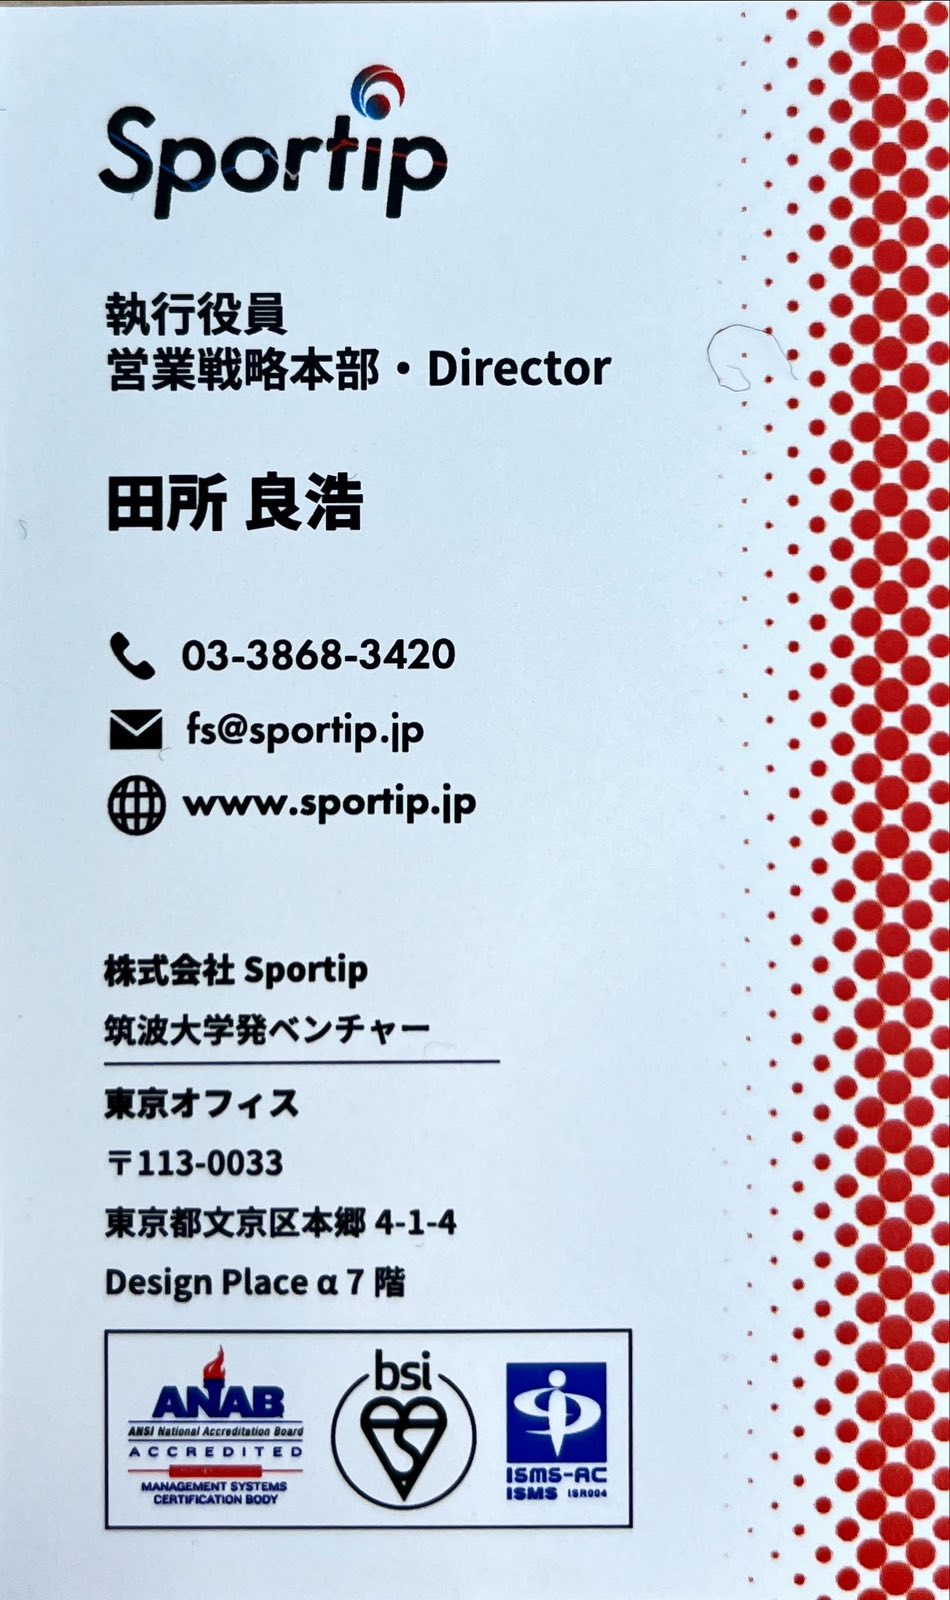 Sportip
執行役員
営業戦略本部・Director
田所 良浩
03-3868-3420
fs@sportip.jp
www.sportip.jp
株式会社 Sportip
筑波大学発ベンチャー
東京オフィス
〒113-0033
東京都文京区本郷 4-1-4
Design Place α 7 階
ANAB
ANSI National Accreditation Board
ACCREDITED
MANAGEMENT SYSTEMS
CERTIFICATION BODY
bsi
ISMS-AC
ISMS ISR004